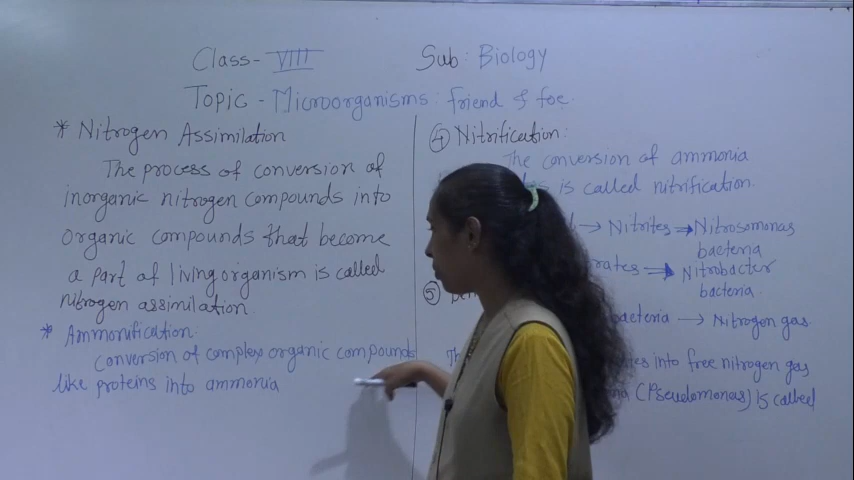 Class- VIII Sub: Biology
Topic - Microorganisms: friend & foe.
* Nitrogen Assimilation
The process of conversion of
inorganic nitrogen compounds into
organic compounds that become
a part of living organism is called
nitrogen assimilation.
* Ammonification:
Conversion of complex organic compounds
like proteins into ammonia
④ Nitrification:
The conversion of ammonia
is called nitrification.
→ Nitrites ⇒ Nitrosomonas
bacteria
⇒ Nitrobacter
bacteria.
⑤
→ Nitrogen gas
into free nitrogen gas
(Pseudomonas) is called